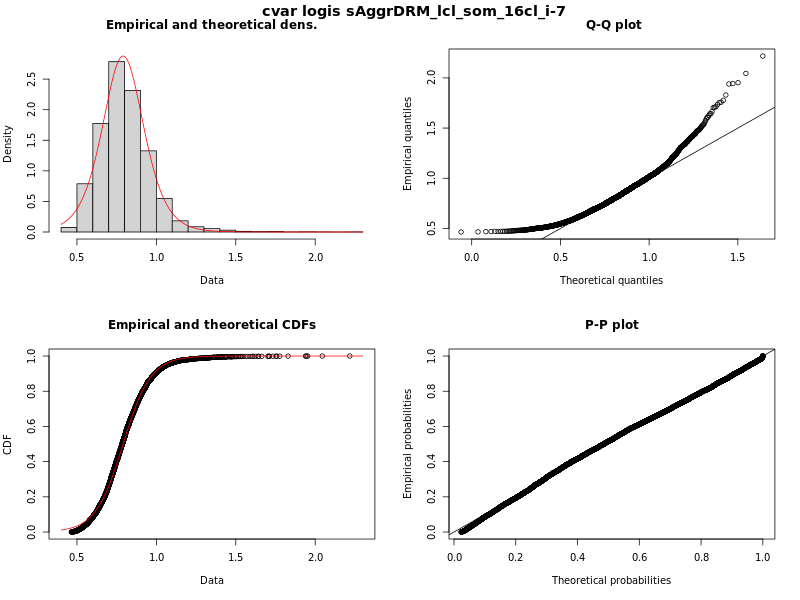 cvar logis sAggrDRM_lcl_som_16cl_i-7
Empirical and theoretical dens.
Density
0.0 0.5 1.0 1.5 2.0 2.5
0.5 1.0 1.5 2.0
Data
Q-Q plot
Empirical quantiles
0.5 1.0 1.5 2.0
0.0 0.5 1.0 1.5
Theoretical quantiles
Empirical and theoretical CDFs
CDF
0.0 0.2 0.4 0.6 0.8 1.0
0.5 1.0 1.5 2.0
Data
P-P plot
Empirical probabilities
0.0 0.2 0.4 0.6 0.8 1.0
0.0 0.2 0.4 0.6 0.8 1.0
Theoretical probabilities